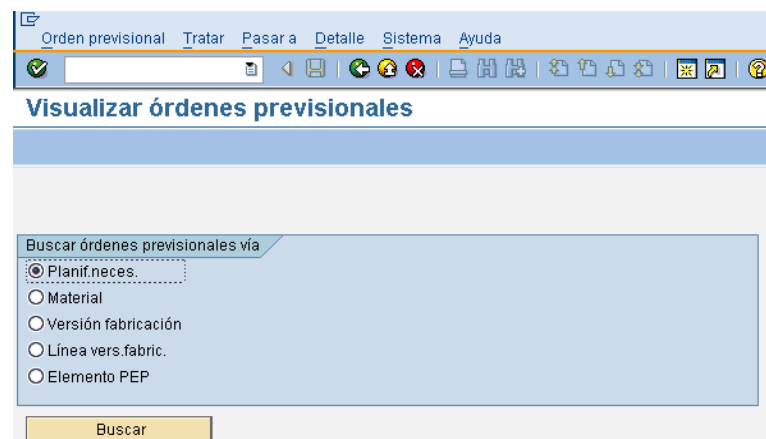 Orden previsional Tratar Pasar a Detalle Sistema Ayuda
Visualizar órdenes previsionales
Buscar órdenes previsionales vía
Planif.neces.
Material
Versión fabricación
Línea vers.fabric.
Elemento PEP
Buscar